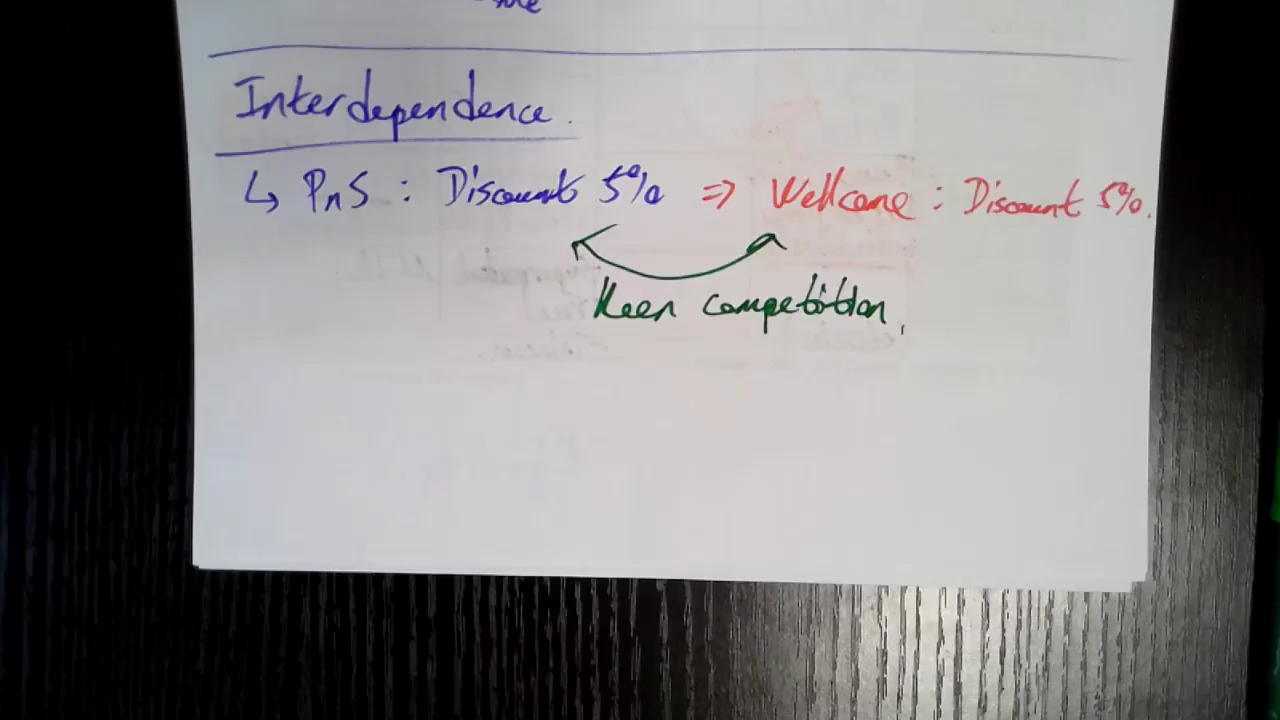 Interdependence.
↳ PnS : Discount 5% => Wellcome : Discount 5%.
Keen competition,